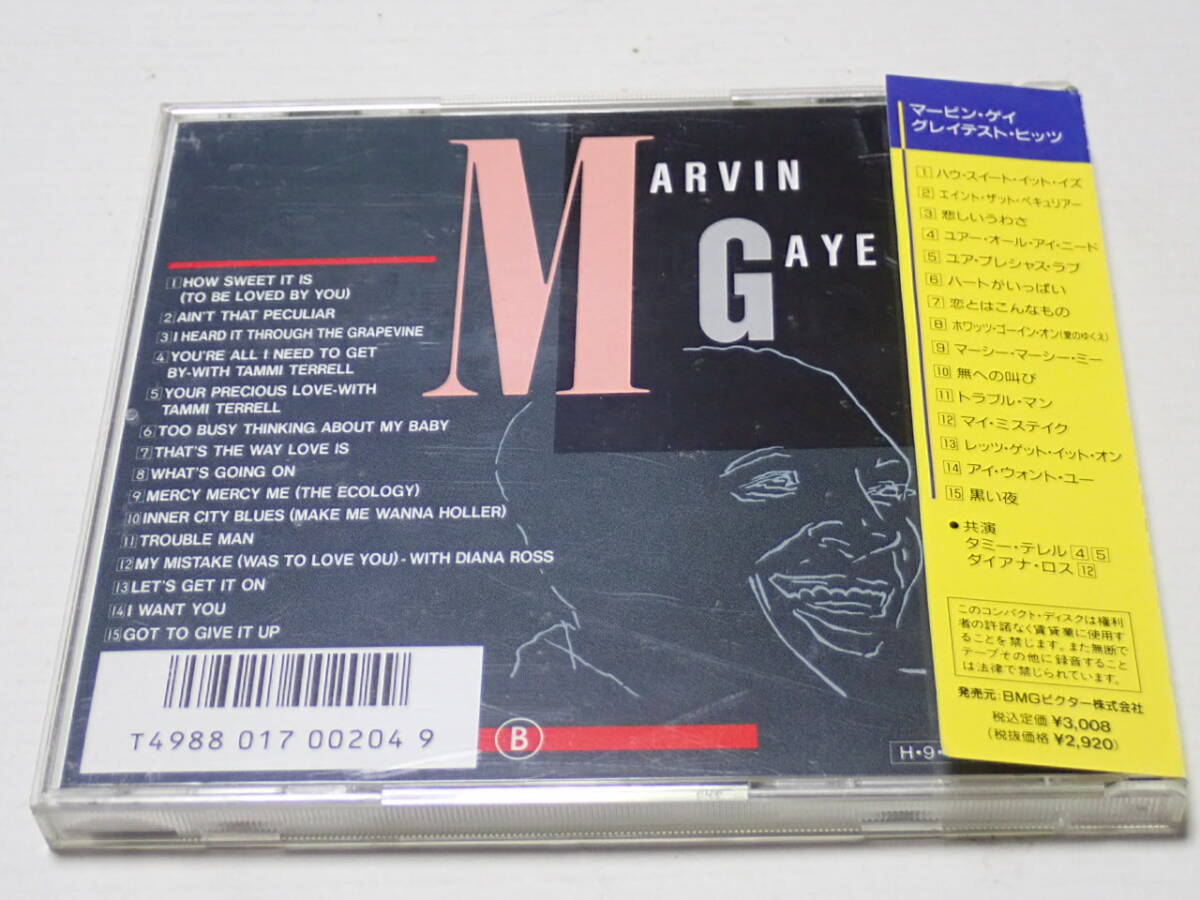 MARVIN
GAYE
1 HOW SWEET IT IS
(TO BE LOVED BY YOU)
2 AIN'T THAT PECULIAR
3 I HEARD IT THROUGH THE GRAPEVINE
4 YOU'RE ALL I NEED TO GET
BY-WITH TAMMI TERRELL
5 YOUR PRECIOUS LOVE-WITH
TAMMI TERRELL
6 TOO BUSY THINKING ABOUT MY BABY
7 THAT'S THE WAY LOVE IS
8 WHAT'S GOING ON
9 MERCY MERCY ME (THE ECOLOGY)
10 INNER CITY BLUES (MAKE ME WANNA HOLLER)
11 TROUBLE MAN
12 MY MISTAKE (WAS TO LOVE YOU) - WITH DIANA ROSS
13 LET'S GET IT ON
14 I WANT YOU
15 GOT TO GIVE IT UP
T4988 017 00204 9
B
H・9・
マービン・ゲイ
グレイテスト・ヒッツ
1 ハウ・スイート・イット・イズ
2 エイント・ザット・ペキュリアー
3 悲しいうわさ
4 ユアー・オール・アイ・ニード
5 ユア・プレシャス・ラブ
6 ハートがいっぱい
7 恋とはこんなもの
8 ホワッツ・ゴーイン・オン(愛のゆくえ)
9 マーシー・マーシー・ミー
10 無への叫び
11 トラブル・マン
12 マイ・ミステイク
13 レッツ・ゲット・イット・オン
14 アイ・ウォント・ユー
15 黒い夜
●共演
タミー・テレル 4 5
ダイアナ・ロス 12
このコンパクト・ディスクは権利
者の許諾なく賃貸業に使用す
ることを禁じます。また無断で
テープその他に録音すること
は法律で禁じられています。
発売元:BMGビクター株式会社
税込定価 ¥3,008
(税抜価格 ¥2,920)